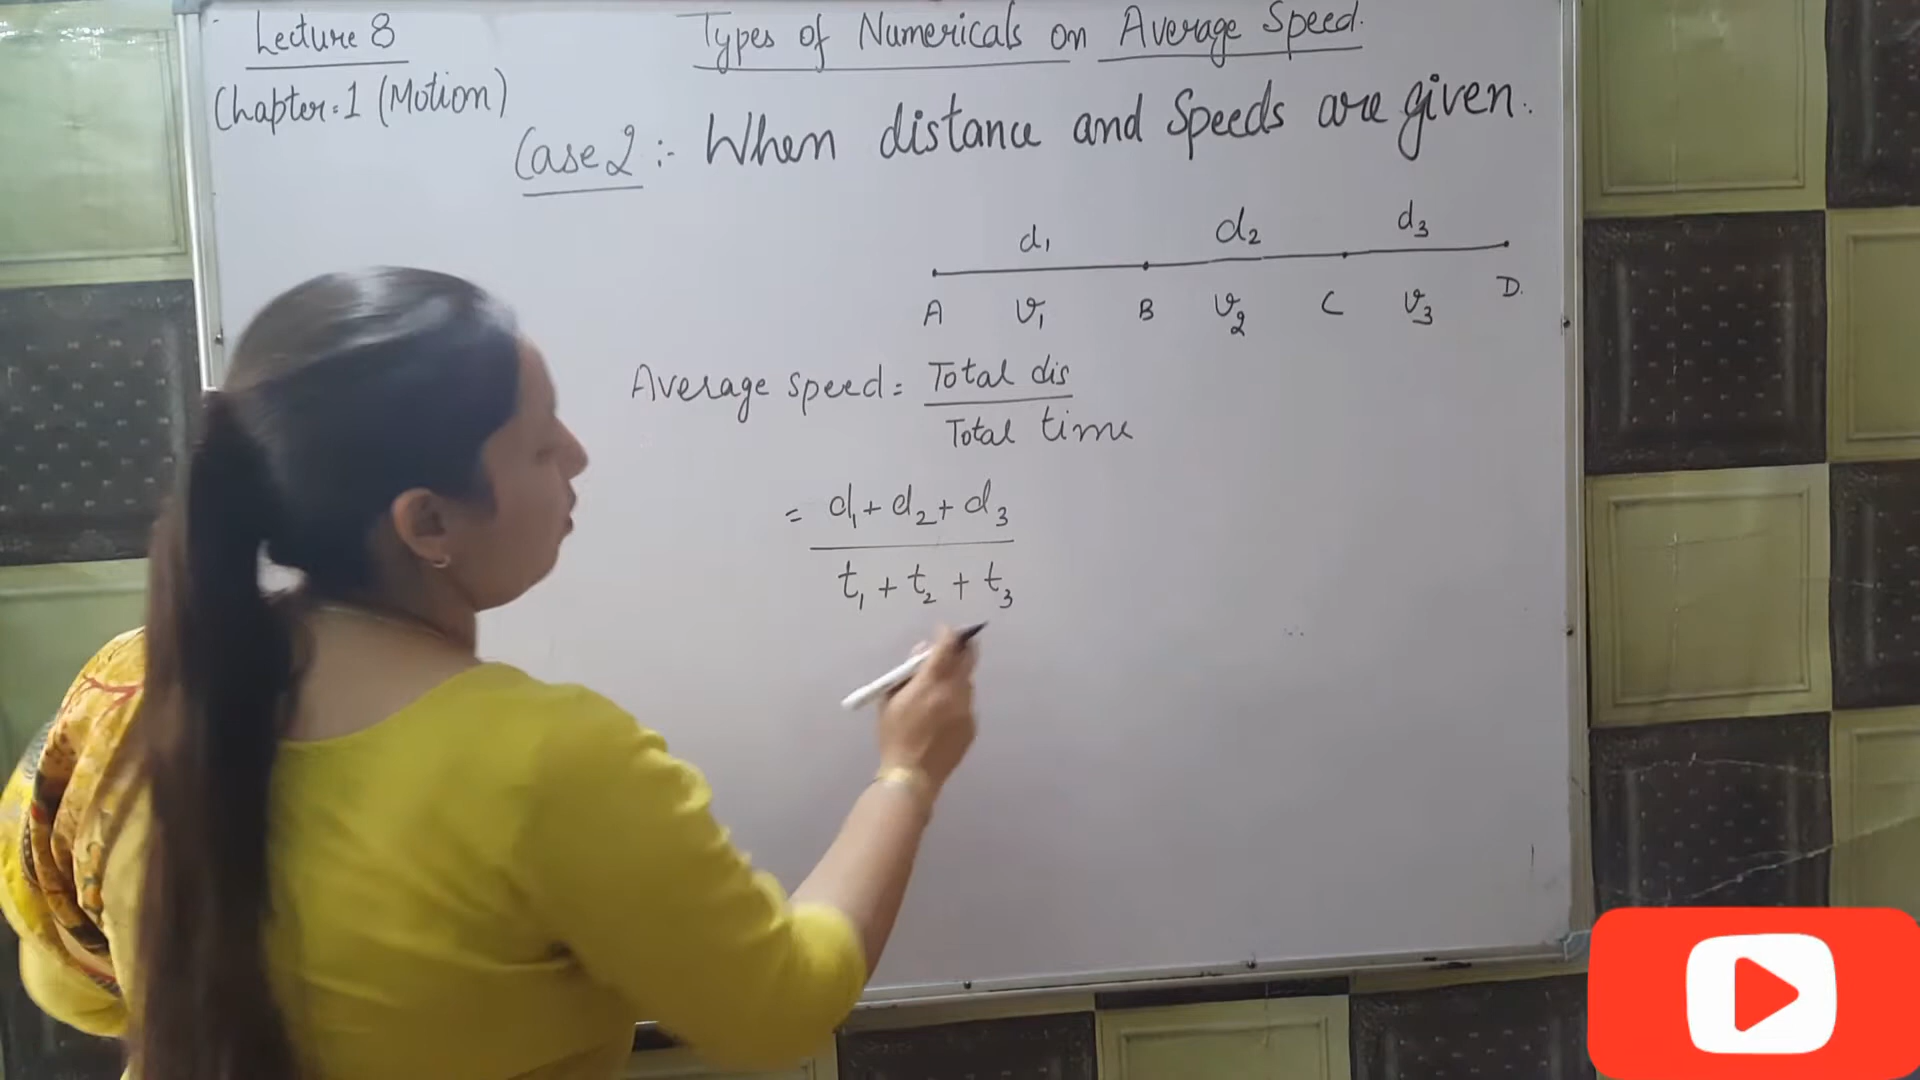 Lecture 8
Types of Numericals on Average Speed.
Chapter:1 (Motion)
Case 2 :- When distance and Speeds are given.
d₁ d₂ d₃
A v₁ B v₂ C v₃ D.
Average speed = Total dis
Total time
= d₁ + d₂ + d₃
t₁ + t₂ + t₃